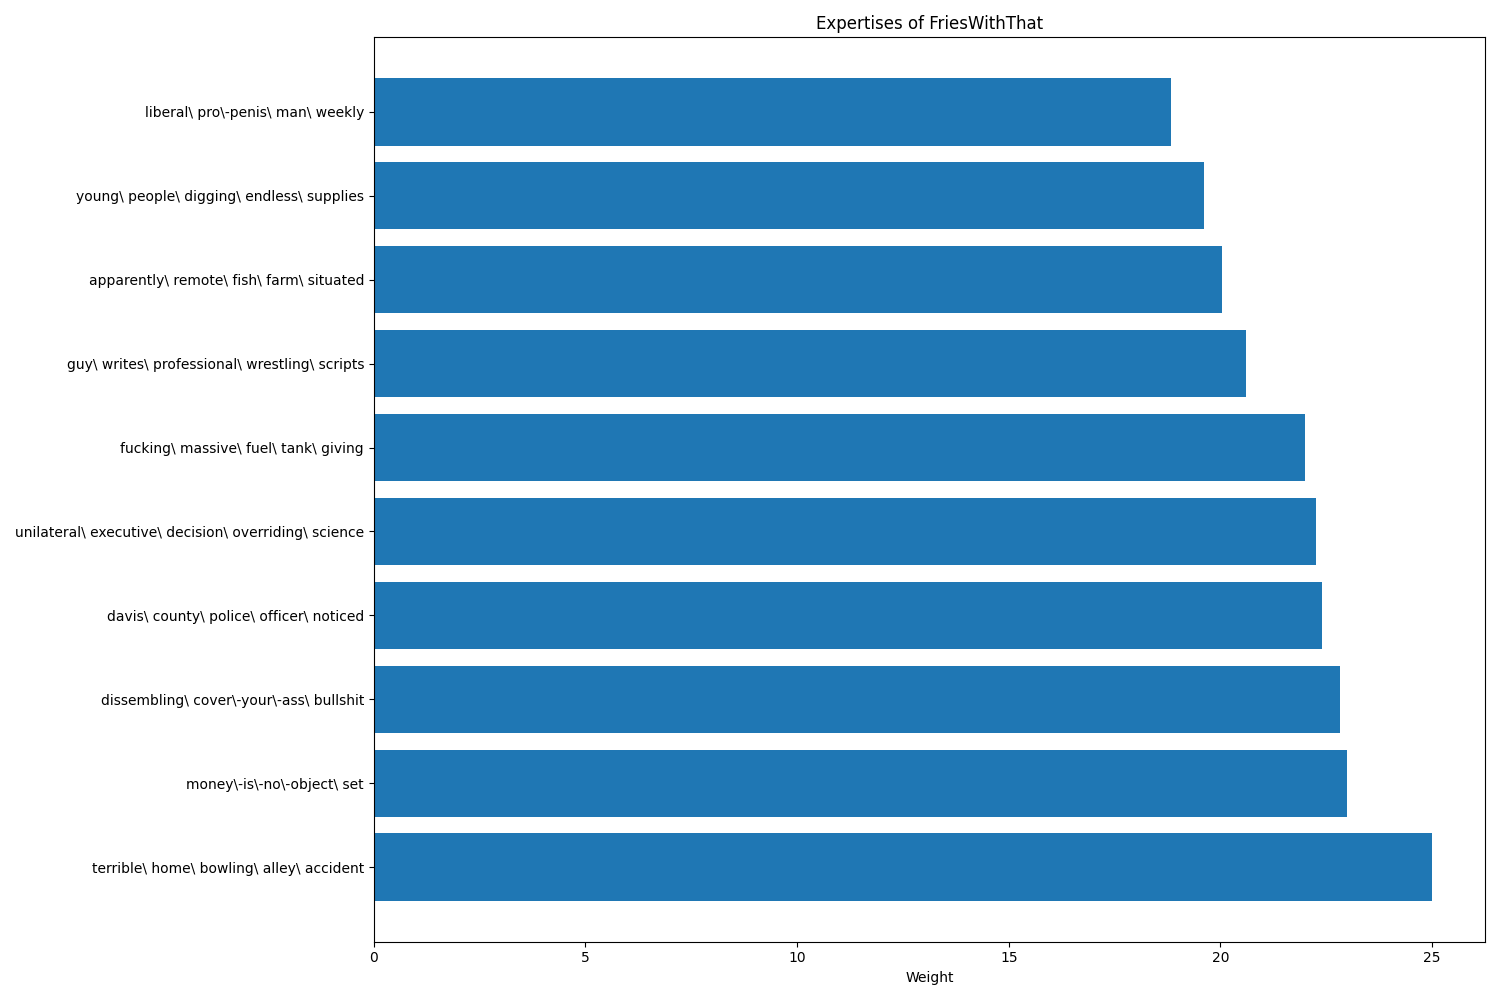 Expertises of FriesWithThat
liberal\ pro\-penis\ man\ weekly
young\ people\ digging\ endless\ supplies
apparently\ remote\ fish\ farm\ situated
guy\ writes\ professional\ wrestling\ scripts
fucking\ massive\ fuel\ tank\ giving
unilateral\ executive\ decision\ overriding\ science
davis\ county\ police\ officer\ noticed
dissembling\ cover\-your\-ass\ bullshit
money\-is\-no\-object\ set
terrible\ home\ bowling\ alley\ accident
0 5 10 15 20 25
Weight